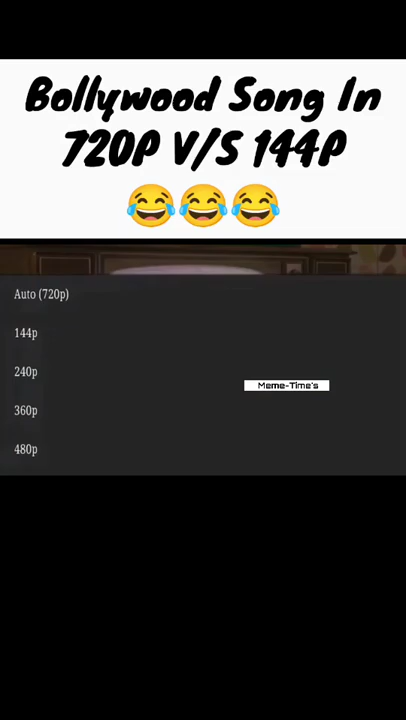 Bollywood Song In
720P V/S 144P
😂😂😂
Auto (720p)
144p
240p
Meme-Time's
360p
480p